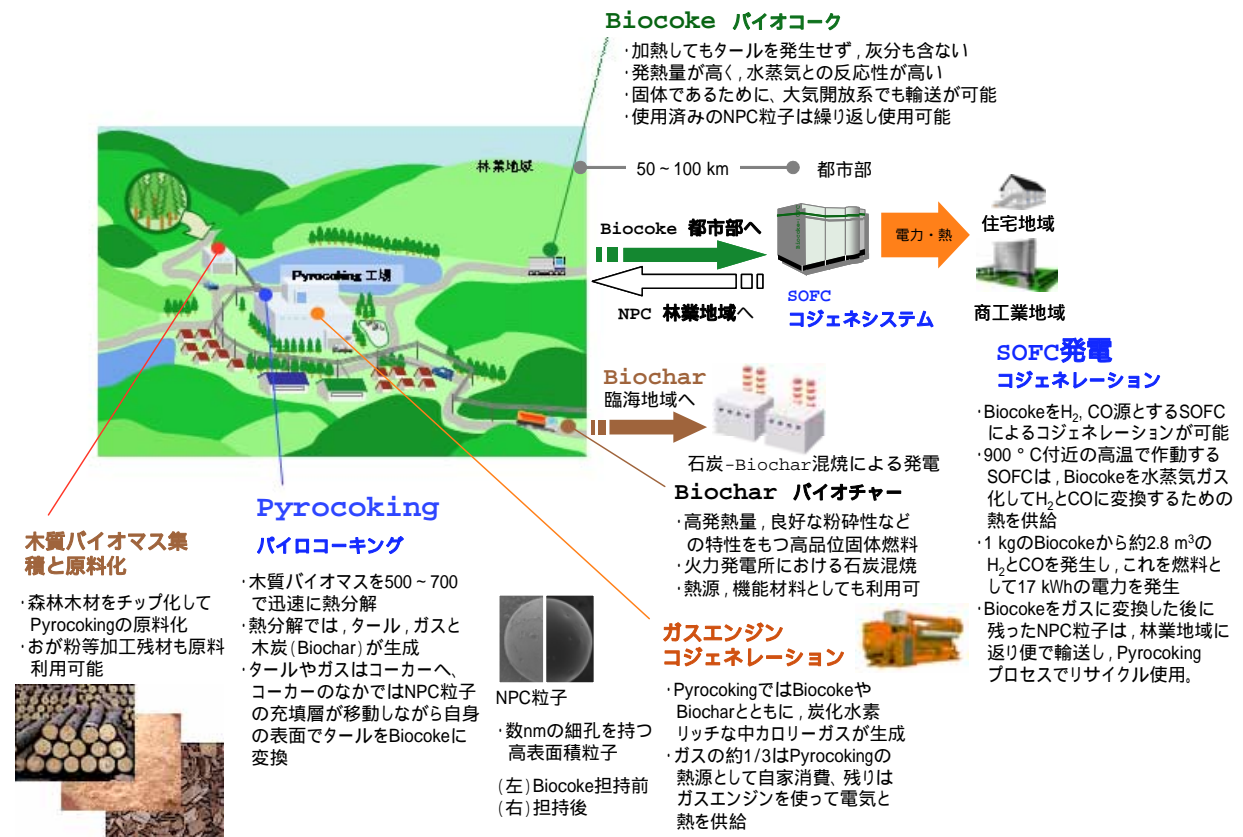 Biocoke バイオコーク
·加熱してもタールを発生せず , 灰分も含ない
·発熱量が高く , 水蒸気との反応性が高い
·固体であるために、大気開放系でも輸送が可能
·使用済みのNPC粒子は繰り返し使用可能
林業地域
50 ~ 100 km
都市部
Biocoke 都市部へ
NPC 林業地域へ
SOFC
コジェネシステム
電力・熱
住宅地域
商工業地域
Pyrocoking 工場
Biochar
臨海地域へ
石炭-Biochar混焼による発電
Biochar バイオチャー
·高発熱量 , 良好な粉砕性など
の特性をもつ高品位固体燃料
·火力発電所における石炭混焼
·熱源 , 機能材料としても利用可
SOFC発電
コジェネレーション
·BiocokeをH₂, CO源とするSOFC
によるコジェネレーションが可能
·900 ° C付近の高温で作動する
SOFCは , Biocokeを水蒸気ガス
化してH₂とCOに変換するための
熱を供給
·1 kgのBiocokeから約2.8 m³の
H₂とCOを発生し , これを燃料と
して17 kWhの電力を発生
·Biocokeをガスに変換した後に
残ったNPC粒子は , 林業地域に
返り便で輸送し , Pyrocoking
プロセスでリサイクル使用。
木質バイオマス集
積と原料化
·森林木材をチップ化して
Pyrocokingの原料化
·おが粉等加工残材も原料
利用可能
Pyrocoking
パイロコーキング
·木質バイオマスを500 ~ 700
で迅速に熱分解
·熱分解では , タール , ガスと
木炭(Biochar)が生成
·タールやガスはコーカーへ、
コーカーのなかではNPC粒子
の充填層が移動しながら自身
の表面でタールをBiocokeに
変換
NPC粒子
·数nmの細孔を持つ
高表面積粒子
(左)Biocoke担持前
(右)担持後
ガスエンジン
コジェネレーション
·PyrocokingではBiocokeや
Biocharとともに , 炭化水素
リッチな中カロリーガスが生成
·ガスの約1/3はPyrocokingの
熱源として自家消費、残りは
ガスエンジンを使って電気と
熱を供給